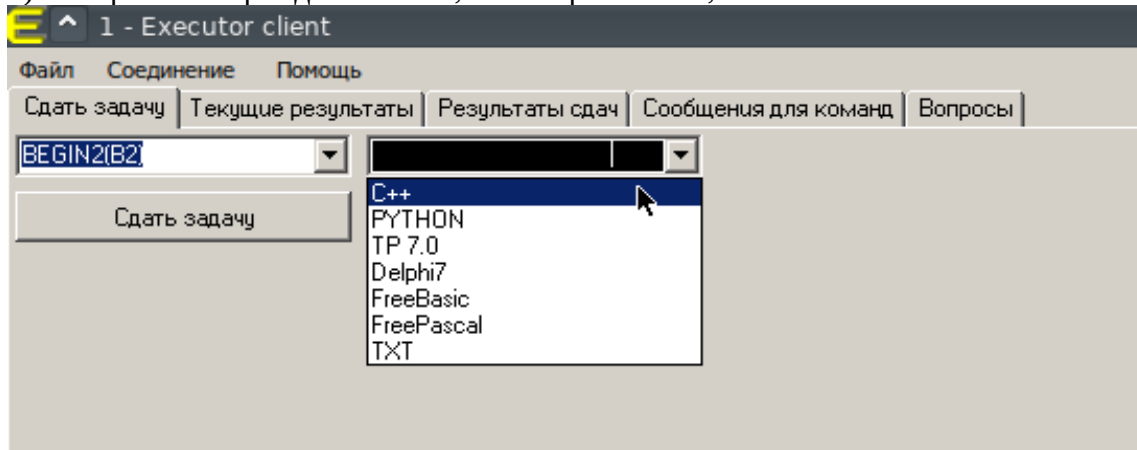 1 - Executor client
Файл Соединение Помощь
Сдать задачу Текущие результаты Результаты сдач Сообщения для команд Вопросы
BEGIN2(B2)
Сдать задачу
C++
PYTHON
TP 7.0
Delphi7
FreeBasic
FreePascal
TXT